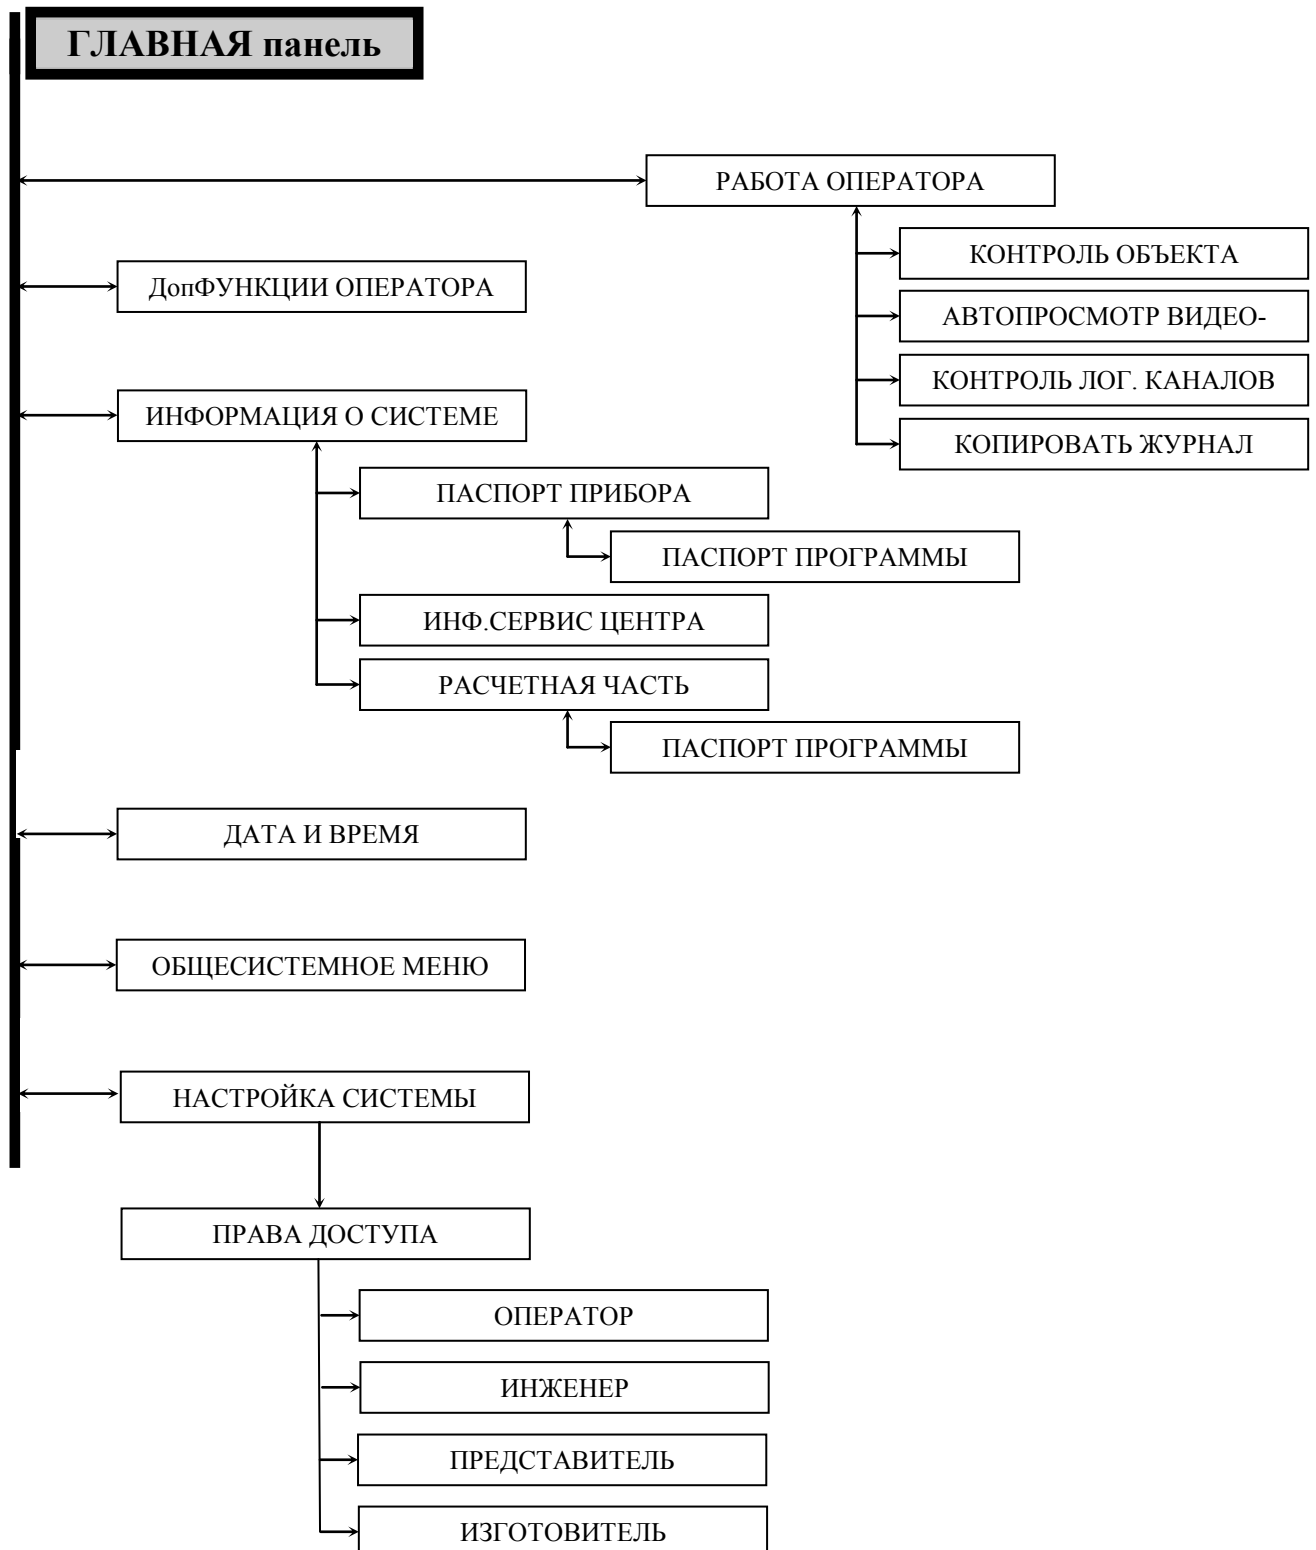 ГЛАВНАЯ панель
РАБОТА ОПЕРАТОРА
КОНТРОЛЬ ОБЪЕКТА
ДопФУНКЦИИ ОПЕРАТОРА
АВТОПРОСМОТР ВИДЕО-
КОНТРОЛЬ ЛОГ. КАНАЛОВ
ИНФОРМАЦИЯ О СИСТЕМЕ
КОПИРОВАТЬ ЖУРНАЛ
ПАСПОРТ ПРИБОРА
ПАСПОРТ ПРОГРАММЫ
ИНФ.СЕРВИС ЦЕНТРА
РАСЧЕТНАЯ ЧАСТЬ
ПАСПОРТ ПРОГРАММЫ
ДАТА И ВРЕМЯ
ОБЩЕСИСТЕМНОЕ МЕНЮ
НАСТРОЙКА СИСТЕМЫ
ПРАВА ДОСТУПА
ОПЕРАТОР
ИНЖЕНЕР
ПРЕДСТАВИТЕЛЬ
ИЗГОТОВИТЕЛЬ